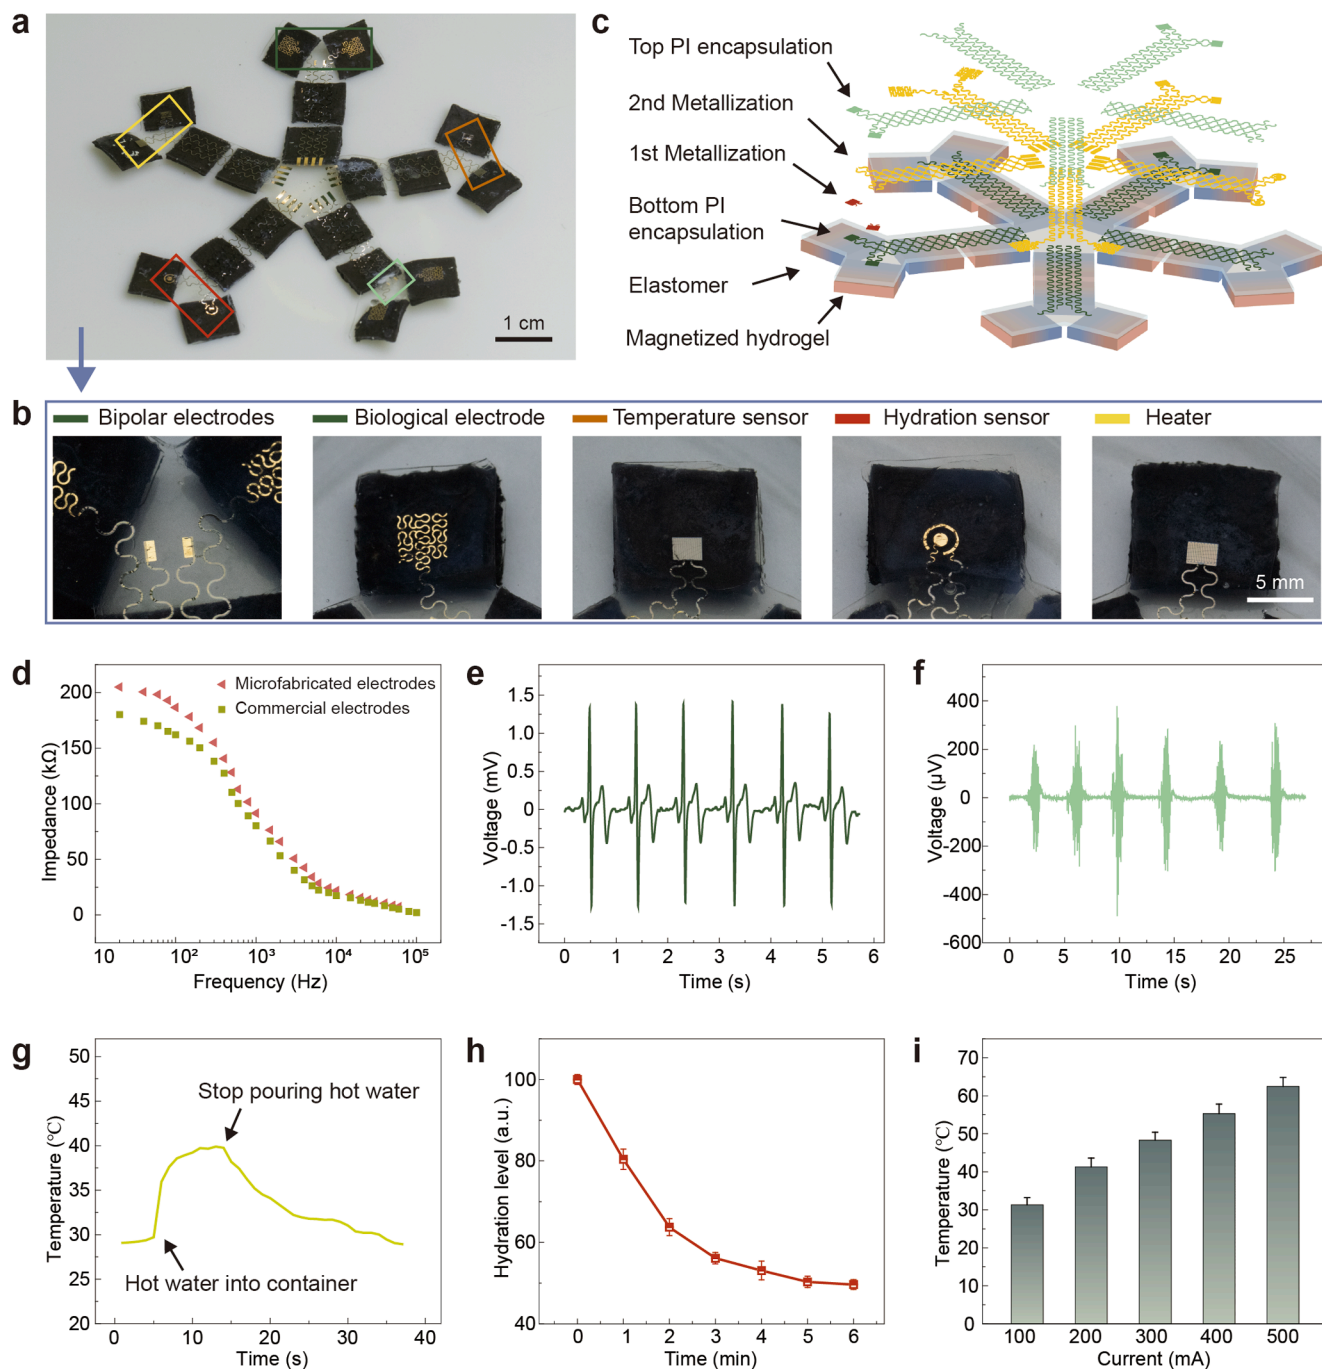 a
1 cm
c
Top PI encapsulation
2nd Metallization
1st Metallization
Bottom PI
encapsulation
Elastomer
Magnetized hydrogel
b
Bipolar electrodes
Biological electrode
Temperature sensor
Hydration sensor
Heater
5 mm
d
Impedance (kΩ)
200
150
100
50
0
Microfabricated electrodes
Commercial electrodes
10 10² 10³ 10⁴ 10⁵
Frequency (Hz)
e
Voltage (mV)
1.5
1.0
0.5
0
-0.5
-1.0
-1.5
0 1 2 3 4 5 6
Time (s)
f
Voltage (µV)
400
200
0
-200
-400
-600
0 5 10 15 20 25
Time (s)
g
Temperature (°C)
50
45
40
35
30
25
20
Stop pouring hot water
Hot water into container
0 10 20 30 40
Time (s)
h
Hydration level (a.u.)
100
80
60
40
0 1 2 3 4 5 6
Time (min)
i
Temperature (°C)
70
60
50
40
30
20
10
0
100 200 300 400 500
Current (mA)